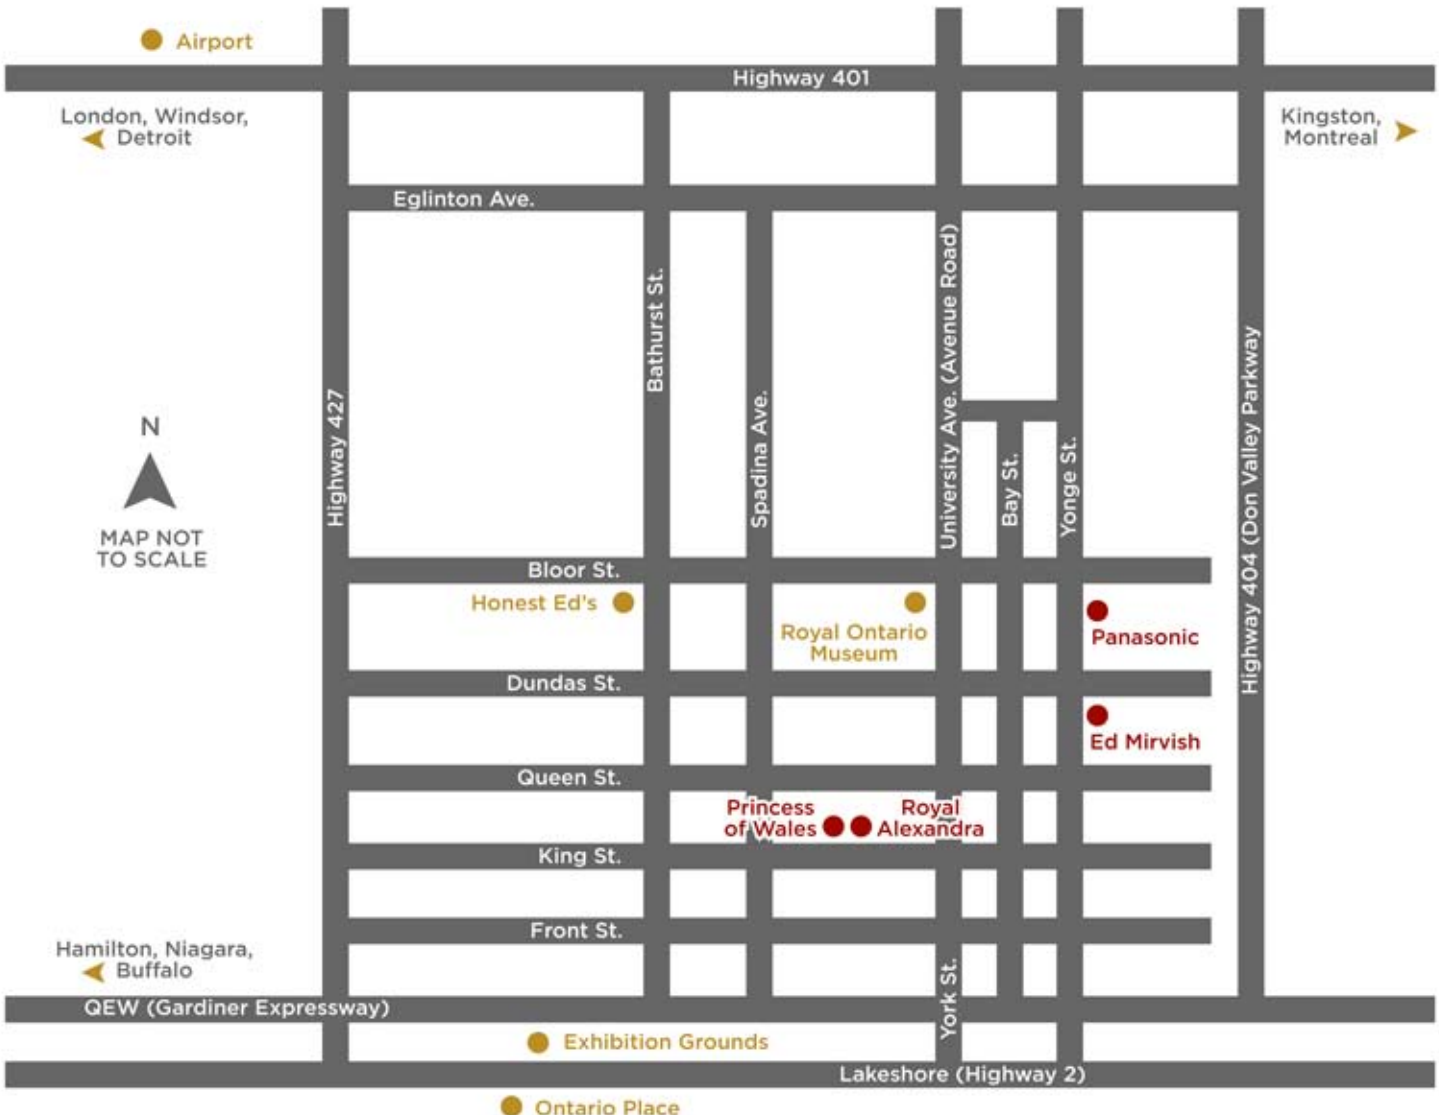 Airport
Highway 401
London, Windsor,
Detroit
Kingston,
Montreal
Eglinton Ave.
Highway 427
Bathurst St.
Spadina Ave.
University Ave. (Avenue Road)
Bay St.
Yonge St.
Highway 404 (Don Valley Parkway
N
MAP NOT
TO SCALE
Bloor St.
Honest Ed's
Royal Ontario
Museum
Panasonic
Dundas St.
Ed Mirvish
Queen St.
Princess
of Wales
Royal
Alexandra
King St.
Front St.
Hamilton, Niagara,
Buffalo
QEW (Gardiner Expressway)
York St.
Exhibition Grounds
Lakeshore (Highway 2)
Ontario Place